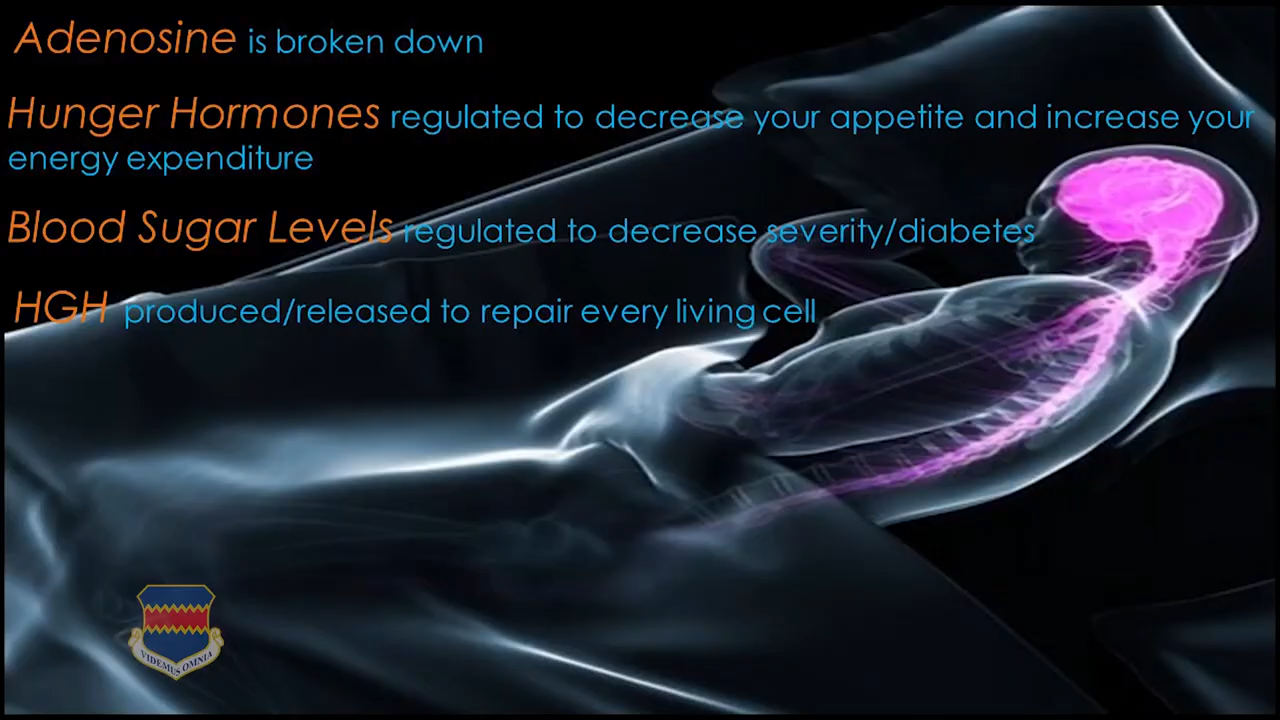 Adenosine is broken down
Hunger Hormones regulated to decrease your appetite and increase your
energy expenditure
Blood Sugar Levels regulated to decrease severity/diabetes
HGH produced/released to repair every living cell
VIDEMUS OMNIA